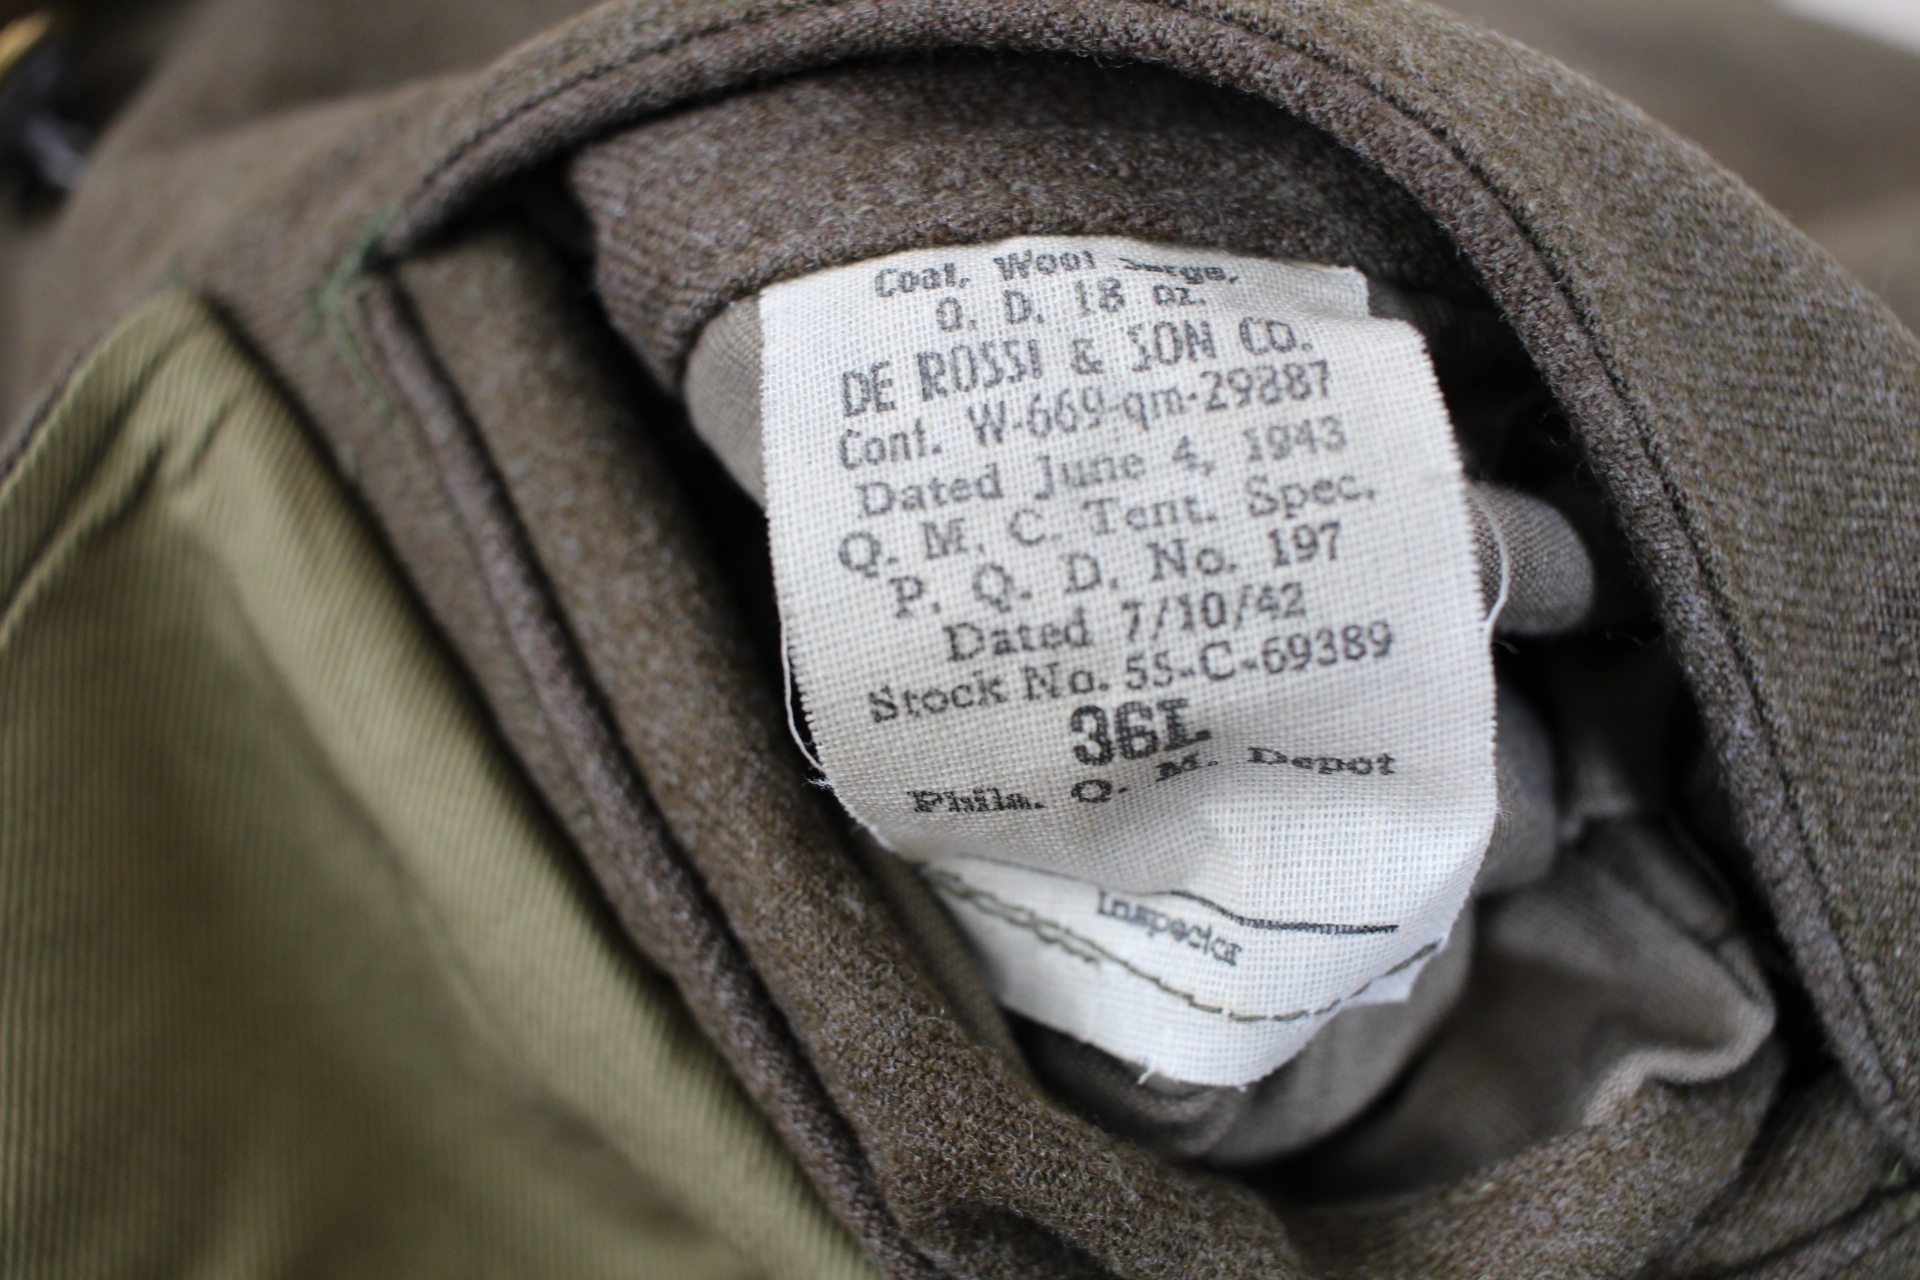 Coat, Wool Serge,
O. D. 18 oz.
DE ROSSI & SON CO.
Cont. W-669-qm-29887
Dated June 4, 1943
Q. M. C. Tent. Spec.
P. Q. D. No. 197
Dated 7/10/42
Stock No. 55-C-69389
36L
Phila. Q. M. Depot
Inspector